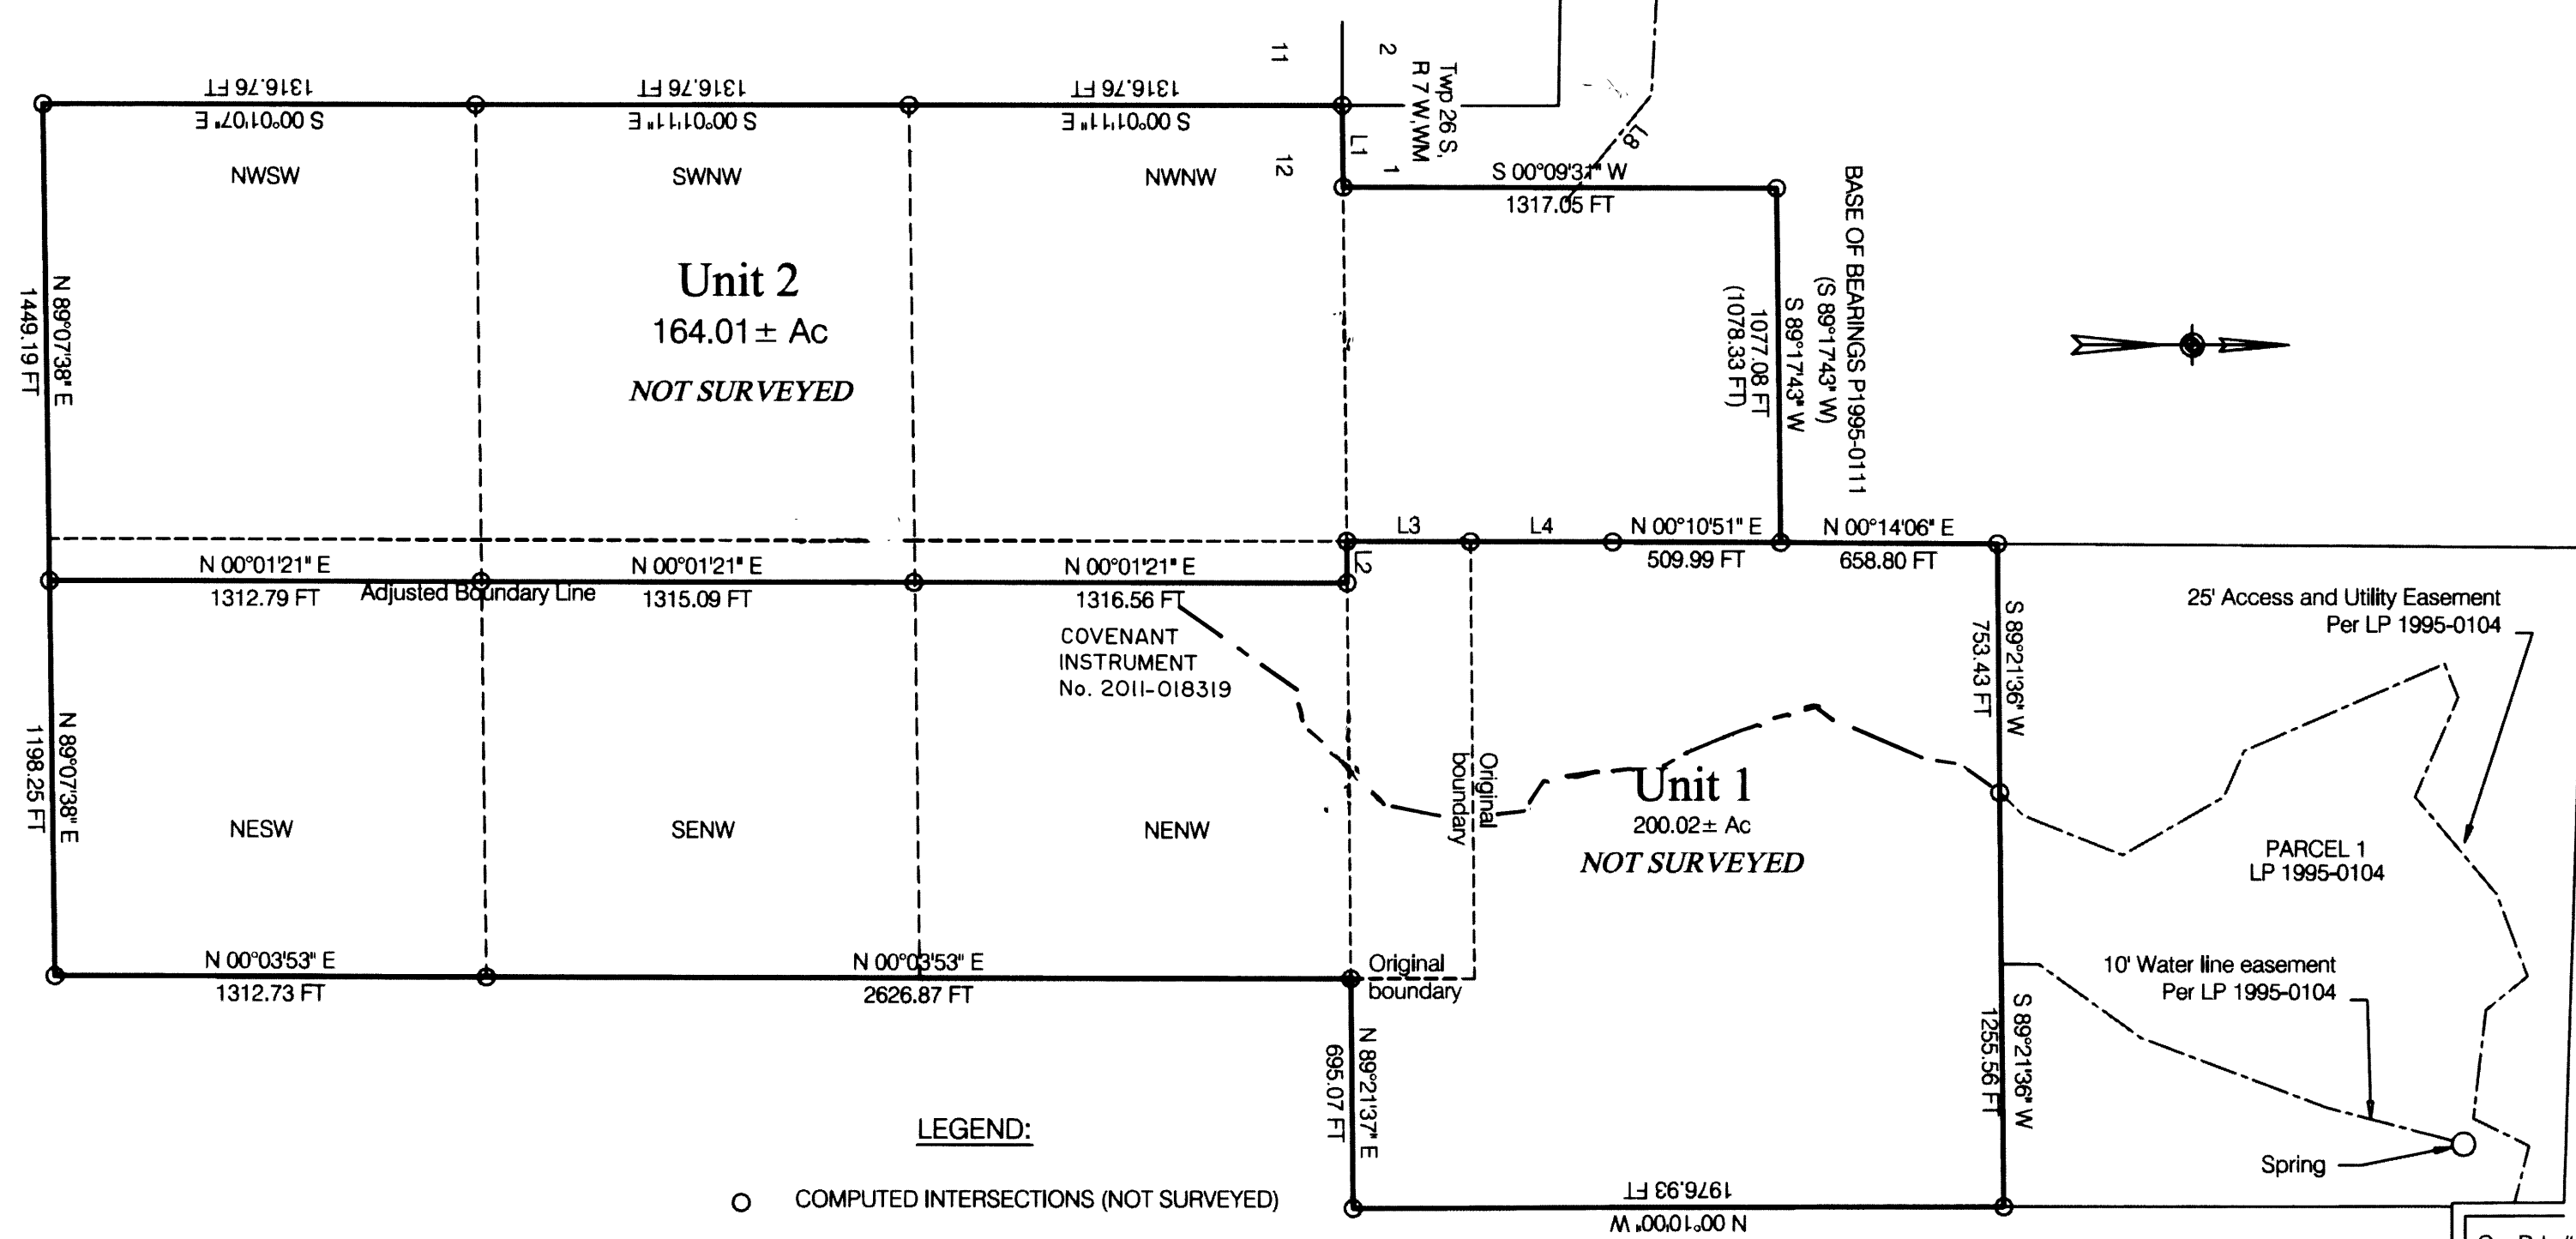 11
2
Twp 26 S,
R 7 W,WM
12
1
L1
L8
1316.76 FT
S 00°01'07" E
1316.76 FT
S 00°01'11" E
1316.76 FT
S 00°01'11" E
NWSW
SWNW
NWNW
S 00°09'31" W
1317.05 FT
BASE OF BEARINGS P1995-0111
(S 89°17'43" W)
S 89°17'43" W
1077.08 FT
(1078.33 FT)
N 89°07'38" E
1449.19 FT
Unit 2
164.01± Ac
NOT SURVEYED
L3
L4
N 00°10'51" E
509.99 FT
N 00°14'06" E
658.80 FT
L2
N 00°01'21" E
1312.79 FT
Adjusted Boundary Line
N 00°01'21" E
1315.09 FT
N 00°01'21" E
1316.56 FT
COVENANT
INSTRUMENT
No. 2011-018319
S 89°21'36" W
753.43 FT
25' Access and Utility Easement
Per LP 1995-0104
N 89°07'38" E
1198.25 FT
NESW
SENW
NENW
Original
boundary
Unit 1
200.02± Ac
NOT SURVEYED
PARCEL 1
LP 1995-0104
N 00°03'53" E
1312.73 FT
N 00°03'53" E
2626.87 FT
Original
boundary
10' Water line easement
Per LP 1995-0104
S 89°21'36" W
1255.56 FT
N 89°21'37" E
695.07 FT
Spring
LEGEND:
COMPUTED INTERSECTIONS (NOT SURVEYED)
1976.93 FT
N 00°10'00" W